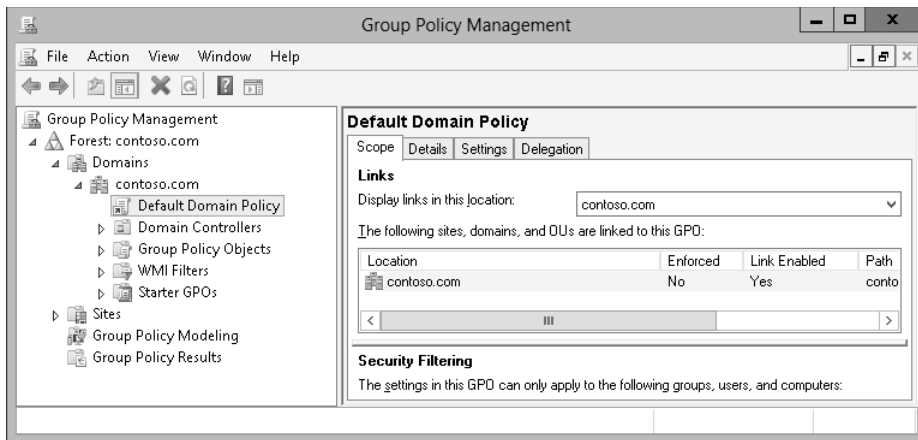 Group Policy Management
File Action View Window Help
Group Policy Management
Forest: contoso.com
Domains
contoso.com
Default Domain Policy
Domain Controllers
Group Policy Objects
WMI Filters
Starter GPOs
Sites
Group Policy Modeling
Group Policy Results
Default Domain Policy
Scope Details Settings Delegation
Links
Display links in this location: contoso.com
The following sites, domains, and OUs are linked to this GPO:
Location Enforced Link Enabled Path
contoso.com No Yes conto
Security Filtering
The settings in this GPO can only apply to the following groups, users, and computers: